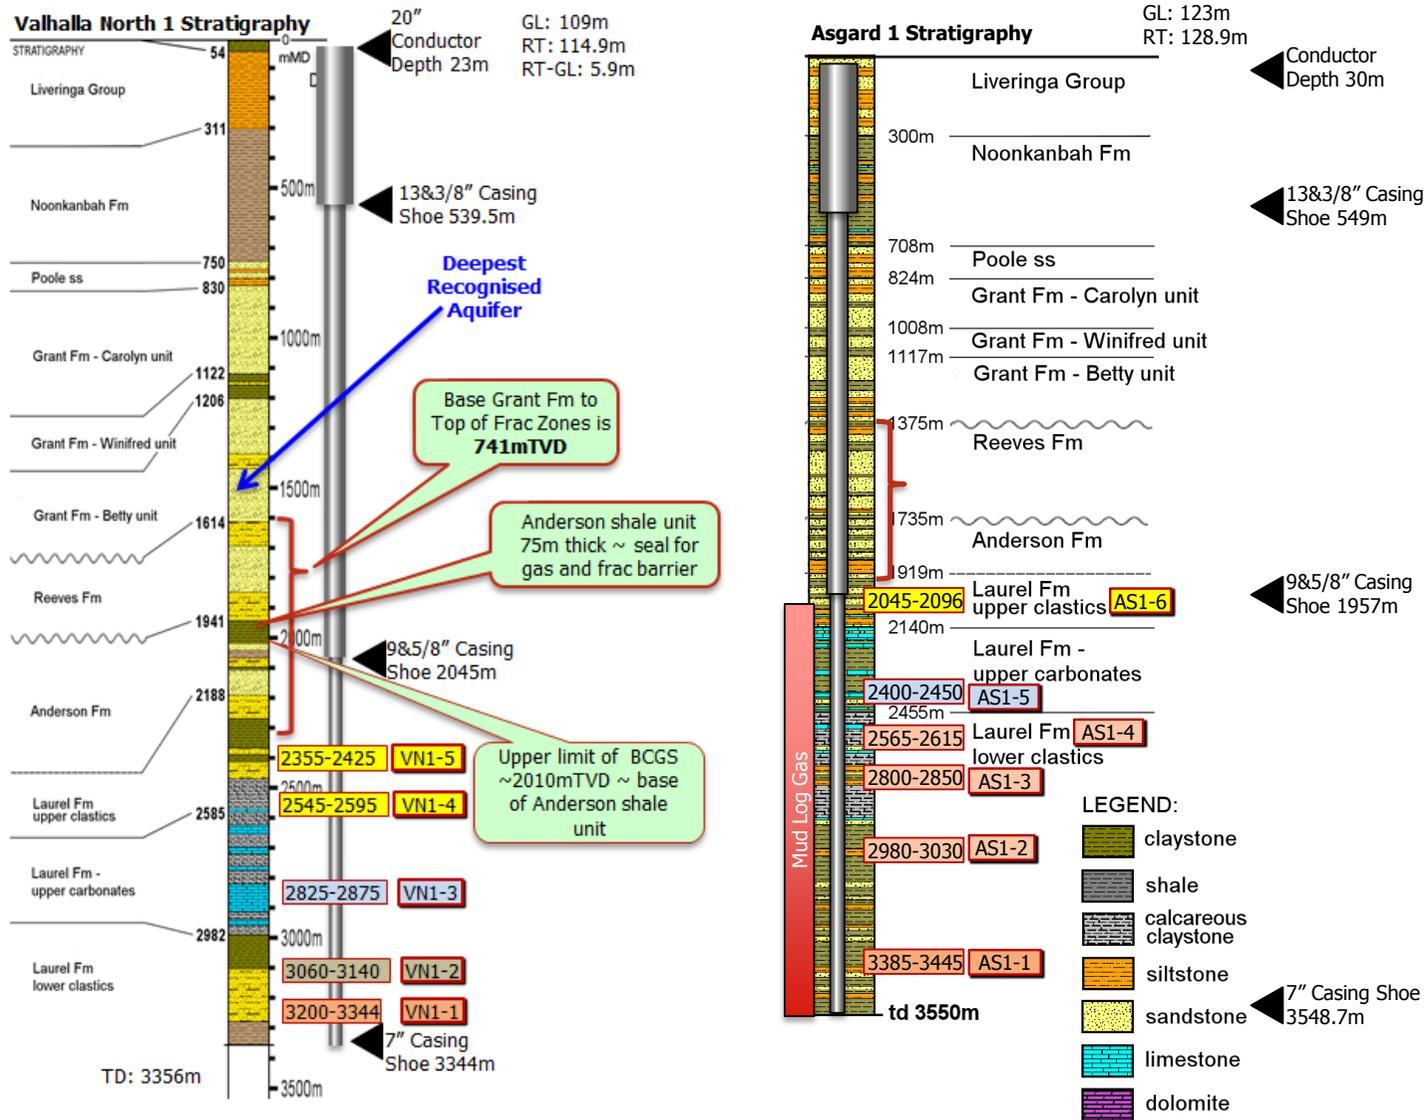 Valhalla North 1 Stratigraphy
STRATIGRAPHY
54
0
mMD
Liveringa Group
311
Noonkanbah Fm
500m
750
Poole ss
830
Grant Fm - Carolyn unit
1000m
1122
1206
Grant Fm - Winifred unit
1500m
Grant Fm - Betty unit
1614
Reeves Fm
1941
2000m
Anderson Fm
2188
2500m
Laurel Fm
upper clastics
2585
Laurel Fm -
upper carbonates
2982
3000m
Laurel Fm
lower clastics
TD: 3356m
3500m
20”
Conductor
Depth 23m
D
GL: 109m
RT: 114.9m
RT-GL: 5.9m
13&3/8” Casing
Shoe 539.5m
Deepest
Recognised
Aquifer
Base Grant Fm to
Top of Frac Zones is
741mTVD
Anderson shale unit
75m thick ~ seal for
gas and frac barrier
9&5/8” Casing
Shoe 2045m
Upper limit of BCGS
~2010mTVD ~ base
of Anderson shale
unit
2355-2425 VN1-5
2545-2595 VN1-4
2825-2875 VN1-3
3060-3140 VN1-2
3200-3344 VN1-1
7” Casing
Shoe 3344m
Asgard 1 Stratigraphy
GL: 123m
RT: 128.9m
Conductor
Depth 30m
Liveringa Group
300m
Noonkanbah Fm
13&3/8” Casing
Shoe 549m
708m
Poole ss
824m
Grant Fm - Carolyn unit
1008m
Grant Fm - Winifred unit
1117m
Grant Fm - Betty unit
1375m
Reeves Fm
1735m
Anderson Fm
1919m
9&5/8” Casing
Shoe 1957m
2045-2096
Laurel Fm
upper clastics
AS1-6
2140m
Laurel Fm -
upper carbonates
2400-2450 AS1-5
2455m
2565-2615
Laurel Fm
lower clastics
AS1-4
2800-2850 AS1-3
2980-3030 AS1-2
3385-3445 AS1-1
Mud Log Gas
td 3550m
7” Casing Shoe
3548.7m
LEGEND:
claystone
shale
calcareous
claystone
siltstone
sandstone
limestone
dolomite